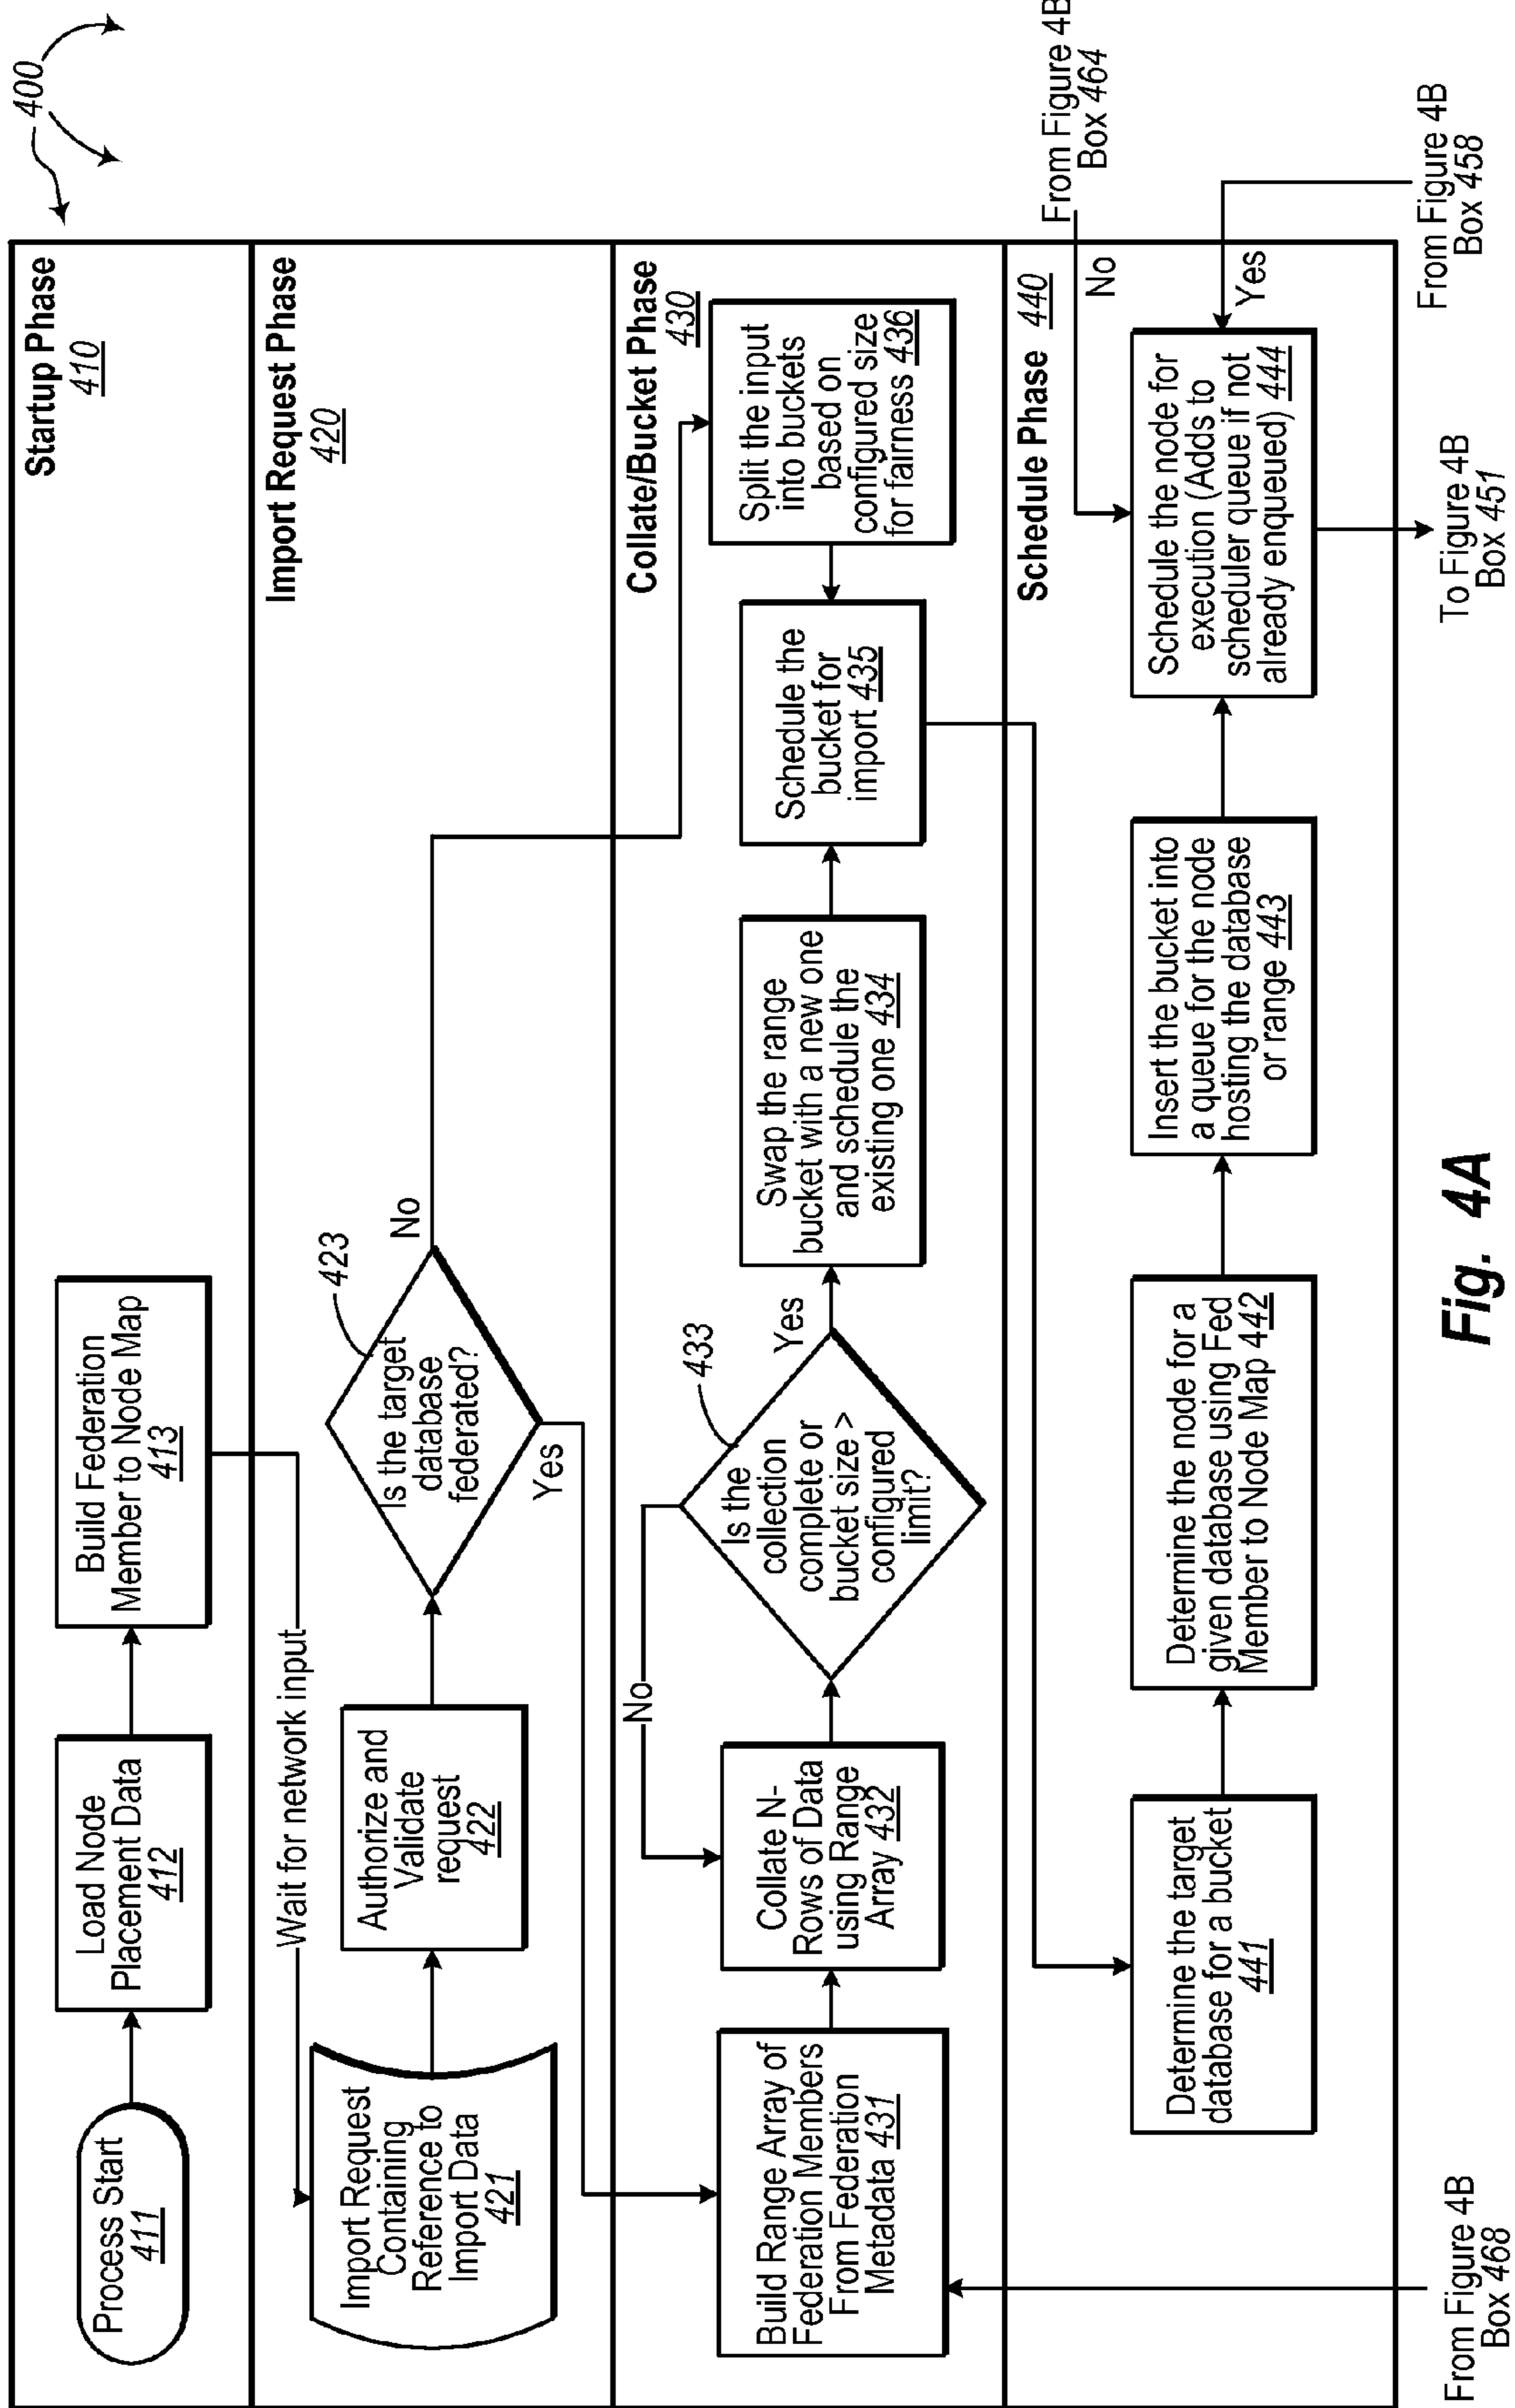 400
Startup Phase
410
Process Start
411
Load Node
Placement Data
412
Build Federation
Member to Node Map
413
Wait for network input
Import Request Phase
420
Import Request
Containing
Reference to
Import Data
421
Authorize and
Validate
request
422
423
Is the target
database
federated?
No
Yes
Collate/Bucket Phase
430
Build Range Array of
Federation Members
From Federation
Metadata 431
Collate N-
Rows of Data
using Range
Array 432
No
433
Is the
collection
complete or
bucket size >
configured
limit?
Yes
Swap the range
bucket with a new one
and schedule the
existing one 434
Schedule the
bucket for
import 435
Split the input
into buckets
based on
configured size
for fairness 436
Schedule Phase 440
Determine the target
database for a bucket
441
Determine the node for a
given database using Fed
Member to Node Map 442
Insert the bucket into
a queue for the node
hosting the database
or range 443
Schedule the node for
execution (Adds to
scheduler queue if not
already enqueued) 444
No
From Figure 4B
Box 464
Yes
From Figure 4B
Box 458
To Figure 4B
Box 451
From Figure 4B
Box 468
Fig. 4A